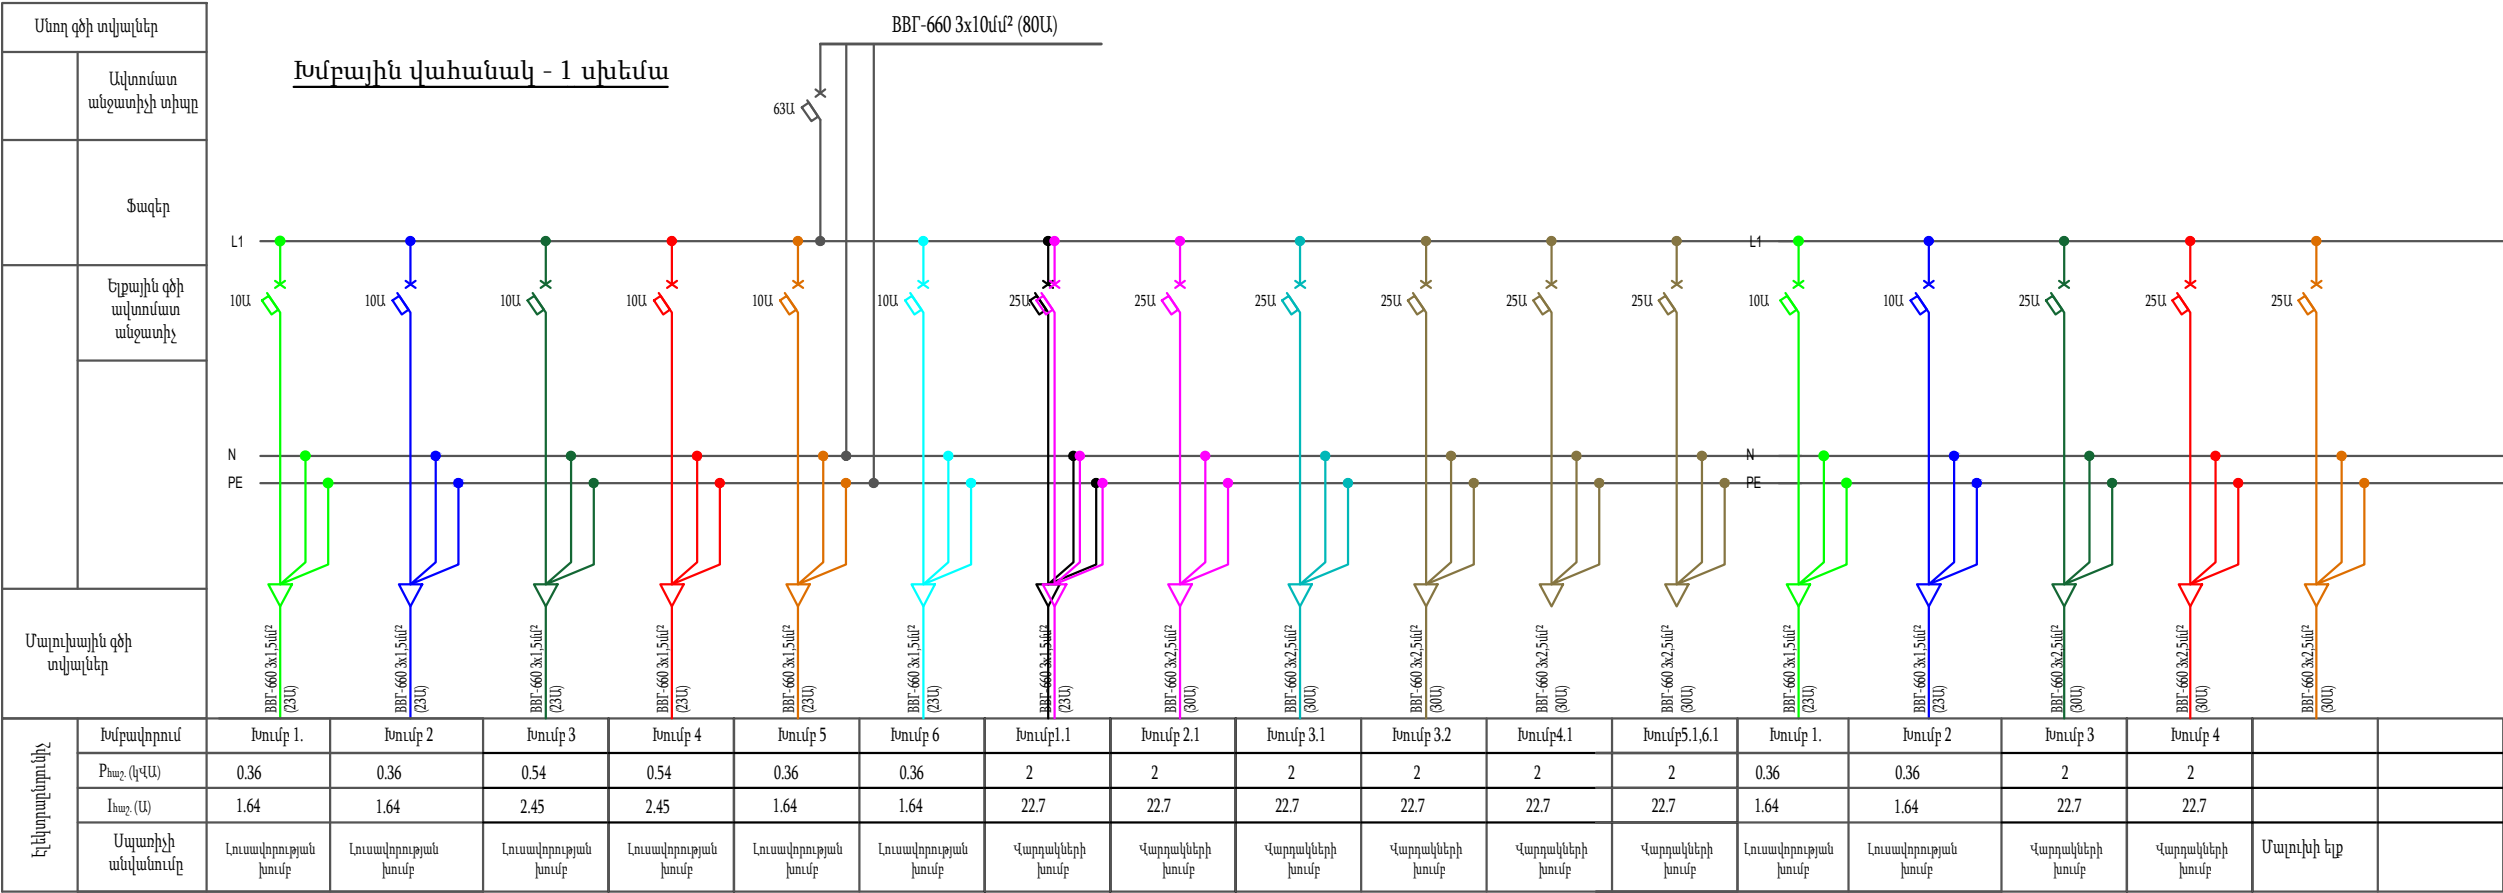 Սնող գծի տվյալներ
ВВГ-660 3x10մմ² (80Ա)
Խմբային վահանակ - 1 սխեմա
Ավտոմատ
անջատիչի տիպը
63Ա
Ֆազեր
L1 L1
Ելքային գծի
ավտոմատ
անջատիչ
10Ա 10Ա 10Ա 10Ա 10Ա 10Ա 25Ա 25Ա 25Ա 25Ա 25Ա 25Ա 10Ա 10Ա 25Ա 25Ա 25Ա
N N
PE PE
Մալուխային գծի
տվյալներ
ВВГ-660 3x1,5մմ²
(23Ա)
ВВГ-660 3x1,5մմ²
(23Ա)
ВВГ-660 3x1,5մմ²
(23Ա)
ВВГ-660 3x1,5մմ²
(23Ա)
ВВГ-660 3x1,5մմ²
(23Ա)
ВВГ-660 3x1,5մմ²
(23Ա)
ВВГ-660 3x1,5մմ²
(23Ա)
ВВГ-660 3x2,5մմ²
(30Ա)
ВВГ-660 3x2,5մմ²
(30Ա)
ВВГ-660 3x2,5մմ²
(30Ա)
ВВГ-660 3x2,5մմ²
(30Ա)
ВВГ-660 3x2,5մմ²
(30Ա)
ВВГ-660 3x1,5մմ²
(23Ա)
ВВГ-660 3x1,5մմ²
(23Ա)
ВВГ-660 3x2,5մմ²
(30Ա)
ВВГ-660 3x2,5մմ²
(30Ա)
ВВГ-660 3x2,5մմ²
(30Ա)
Էլեկտրաընդունիչ
Խմբավորում Խումբ 1. Խումբ 2 Խումբ 3 Խումբ 4 Խումբ 5 Խումբ 6 Խումբ1.1 Խումբ 2.1 Խումբ 3.1 Խումբ 3.2 Խումբ4.1 Խումբ5.1,6.1 Խումբ 1. Խումբ 2 Խումբ 3 Խումբ 4
Pհաշ. (կՎԱ) 0.36 0.36 0.54 0.54 0.36 0.36 2 2 2 2 2 2 0.36 0.36 2 2
Iհաշ. (Ա) 1.64 1.64 2.45 2.45 1.64 1.64 22.7 22.7 22.7 22.7 22.7 22.7 1.64 1.64 22.7 22.7
Սպառիչի
անվանումը
Լուսավորության
խումբ
Լուսավորության
խումբ
Լուսավորության
խումբ
Լուսավորության
խումբ
Լուսավորության
խումբ
Լուսավորության
խումբ
Վարդակների
խումբ
Վարդակների
խումբ
Վարդակների
խումբ
Վարդակների
խումբ
Վարդակների
խումբ
Վարդակների
խումբ
Լուսավորության
խումբ
Լուսավորության
խումբ
Վարդակների
խումբ
Վարդակների
խումբ
Մալուխի ելք